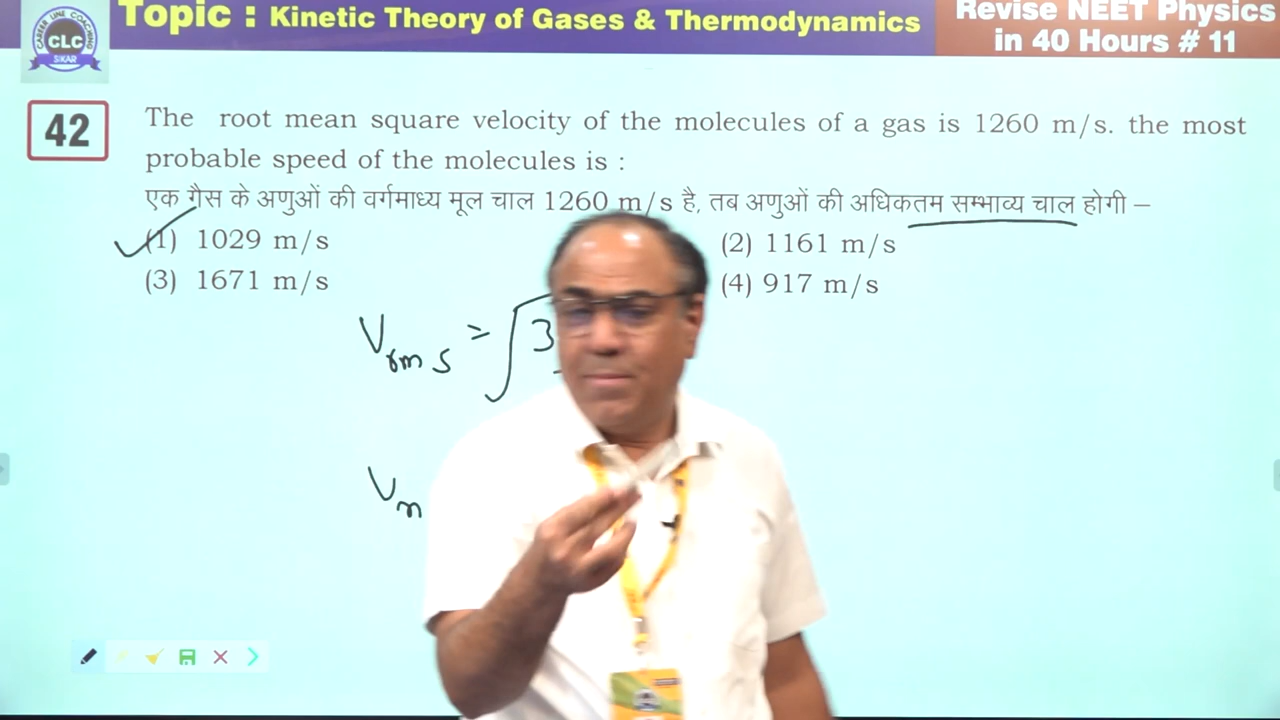 Topic : Kinetic Theory of Gases & Thermodynamics
Revise NEET Physics
in 40 Hours # 11
CAREER LINE COACHING
CLC
SIKAR
42
The root mean square velocity of the molecules of a gas is 1260 m/s. the most
probable speed of the molecules is :
एक गैस के अणुओं की वर्गमाध्य मूल चाल 1260 m/s है, तब अणुओं की अधिकतम सम्भाव्य चाल होगी –
(1) 1029 m/s
(2) 1161 m/s
(3) 1671 m/s
(4) 917 m/s
Vrms = √3
Vm